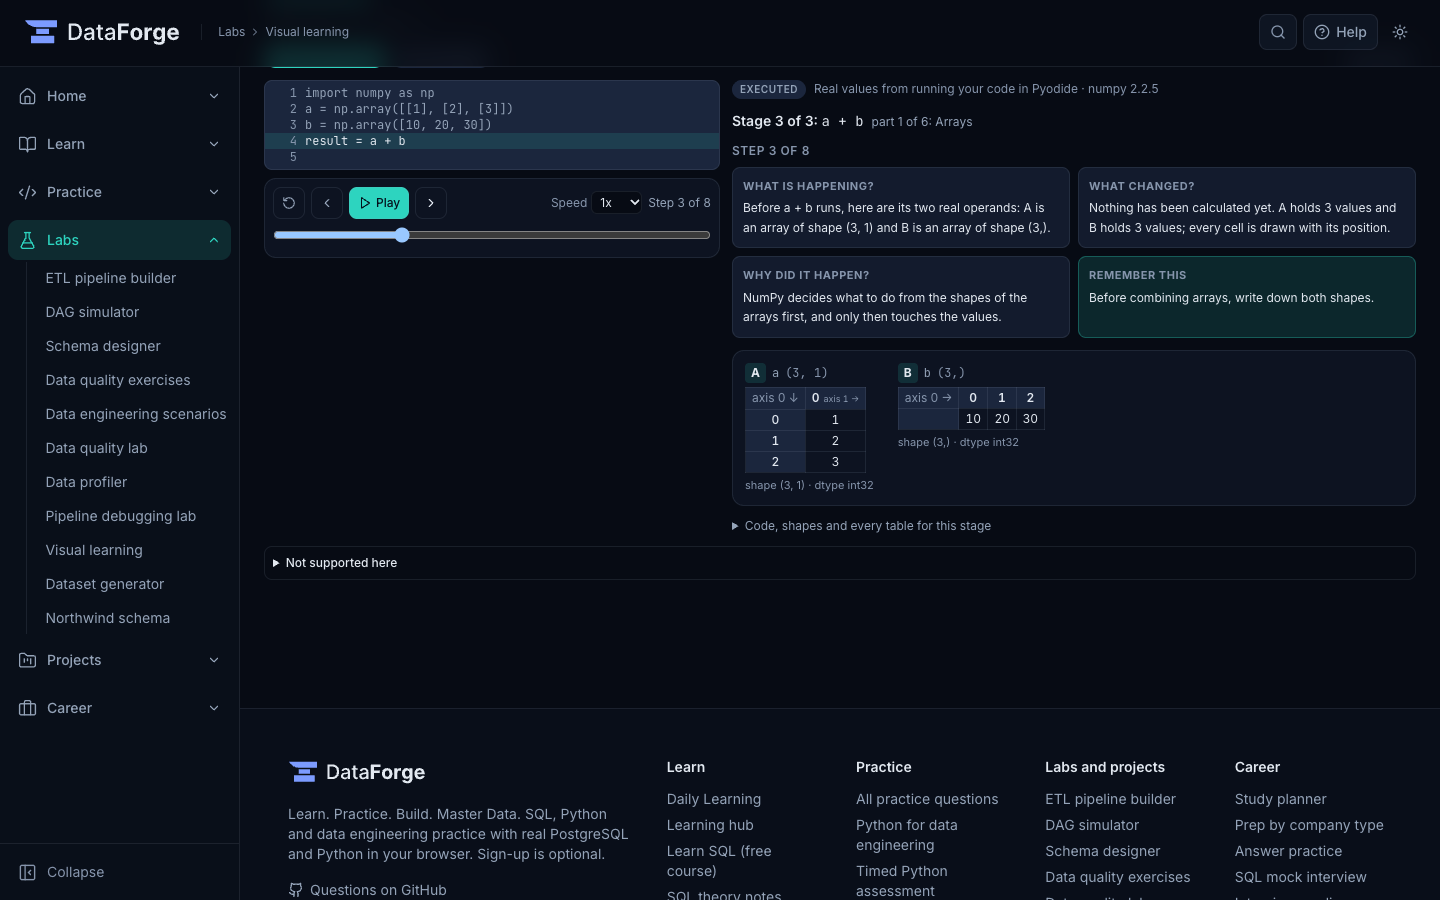 DataForge
Labs > Visual learning
Help
Home
Learn
Practice
Labs
ETL pipeline builder
DAG simulator
Schema designer
Data quality exercises
Data engineering scenarios
Data quality lab
Data profiler
Pipeline debugging lab
Visual learning
Dataset generator
Northwind schema
Projects
Career
Collapse
1 import numpy as np
2 a = np.array([[1], [2], [3]])
3 b = np.array([10, 20, 30])
4 result = a + b
5
Play
Speed 1x Step 3 of 8
EXECUTED Real values from running your code in Pyodide · numpy 2.2.5
Stage 3 of 3: a + b part 1 of 6: Arrays
STEP 3 OF 8
WHAT IS HAPPENING?
Before a + b runs, here are its two real operands: A is
an array of shape (3, 1) and B is an array of shape (3,).
WHAT CHANGED?
Nothing has been calculated yet. A holds 3 values and
B holds 3 values; every cell is drawn with its position.
WHY DID IT HAPPEN?
NumPy decides what to do from the shapes of the
arrays first, and only then touches the values.
REMEMBER THIS
Before combining arrays, write down both shapes.
A a (3, 1)
axis 0 ↓ 0 axis 1 →
0 1
1 2
2 3
shape (3, 1) · dtype int32
B b (3,)
axis 0 → 0 1 2
10 20 30
shape (3,) · dtype int32
Code, shapes and every table for this stage
Not supported here
DataForge
Learn. Practice. Build. Master Data. SQL, Python
and data engineering practice with real PostgreSQL
and Python in your browser. Sign-up is optional.
Questions on GitHub
Learn
Daily Learning
Learning hub
Learn SQL (free
course)
SQL theory notes
Practice
All practice questions
Python for data
engineering
Timed Python
assessment
Labs and projects
ETL pipeline builder
DAG simulator
Schema designer
Data quality exercises
Career
Study planner
Prep by company type
Answer practice
SQL mock interview